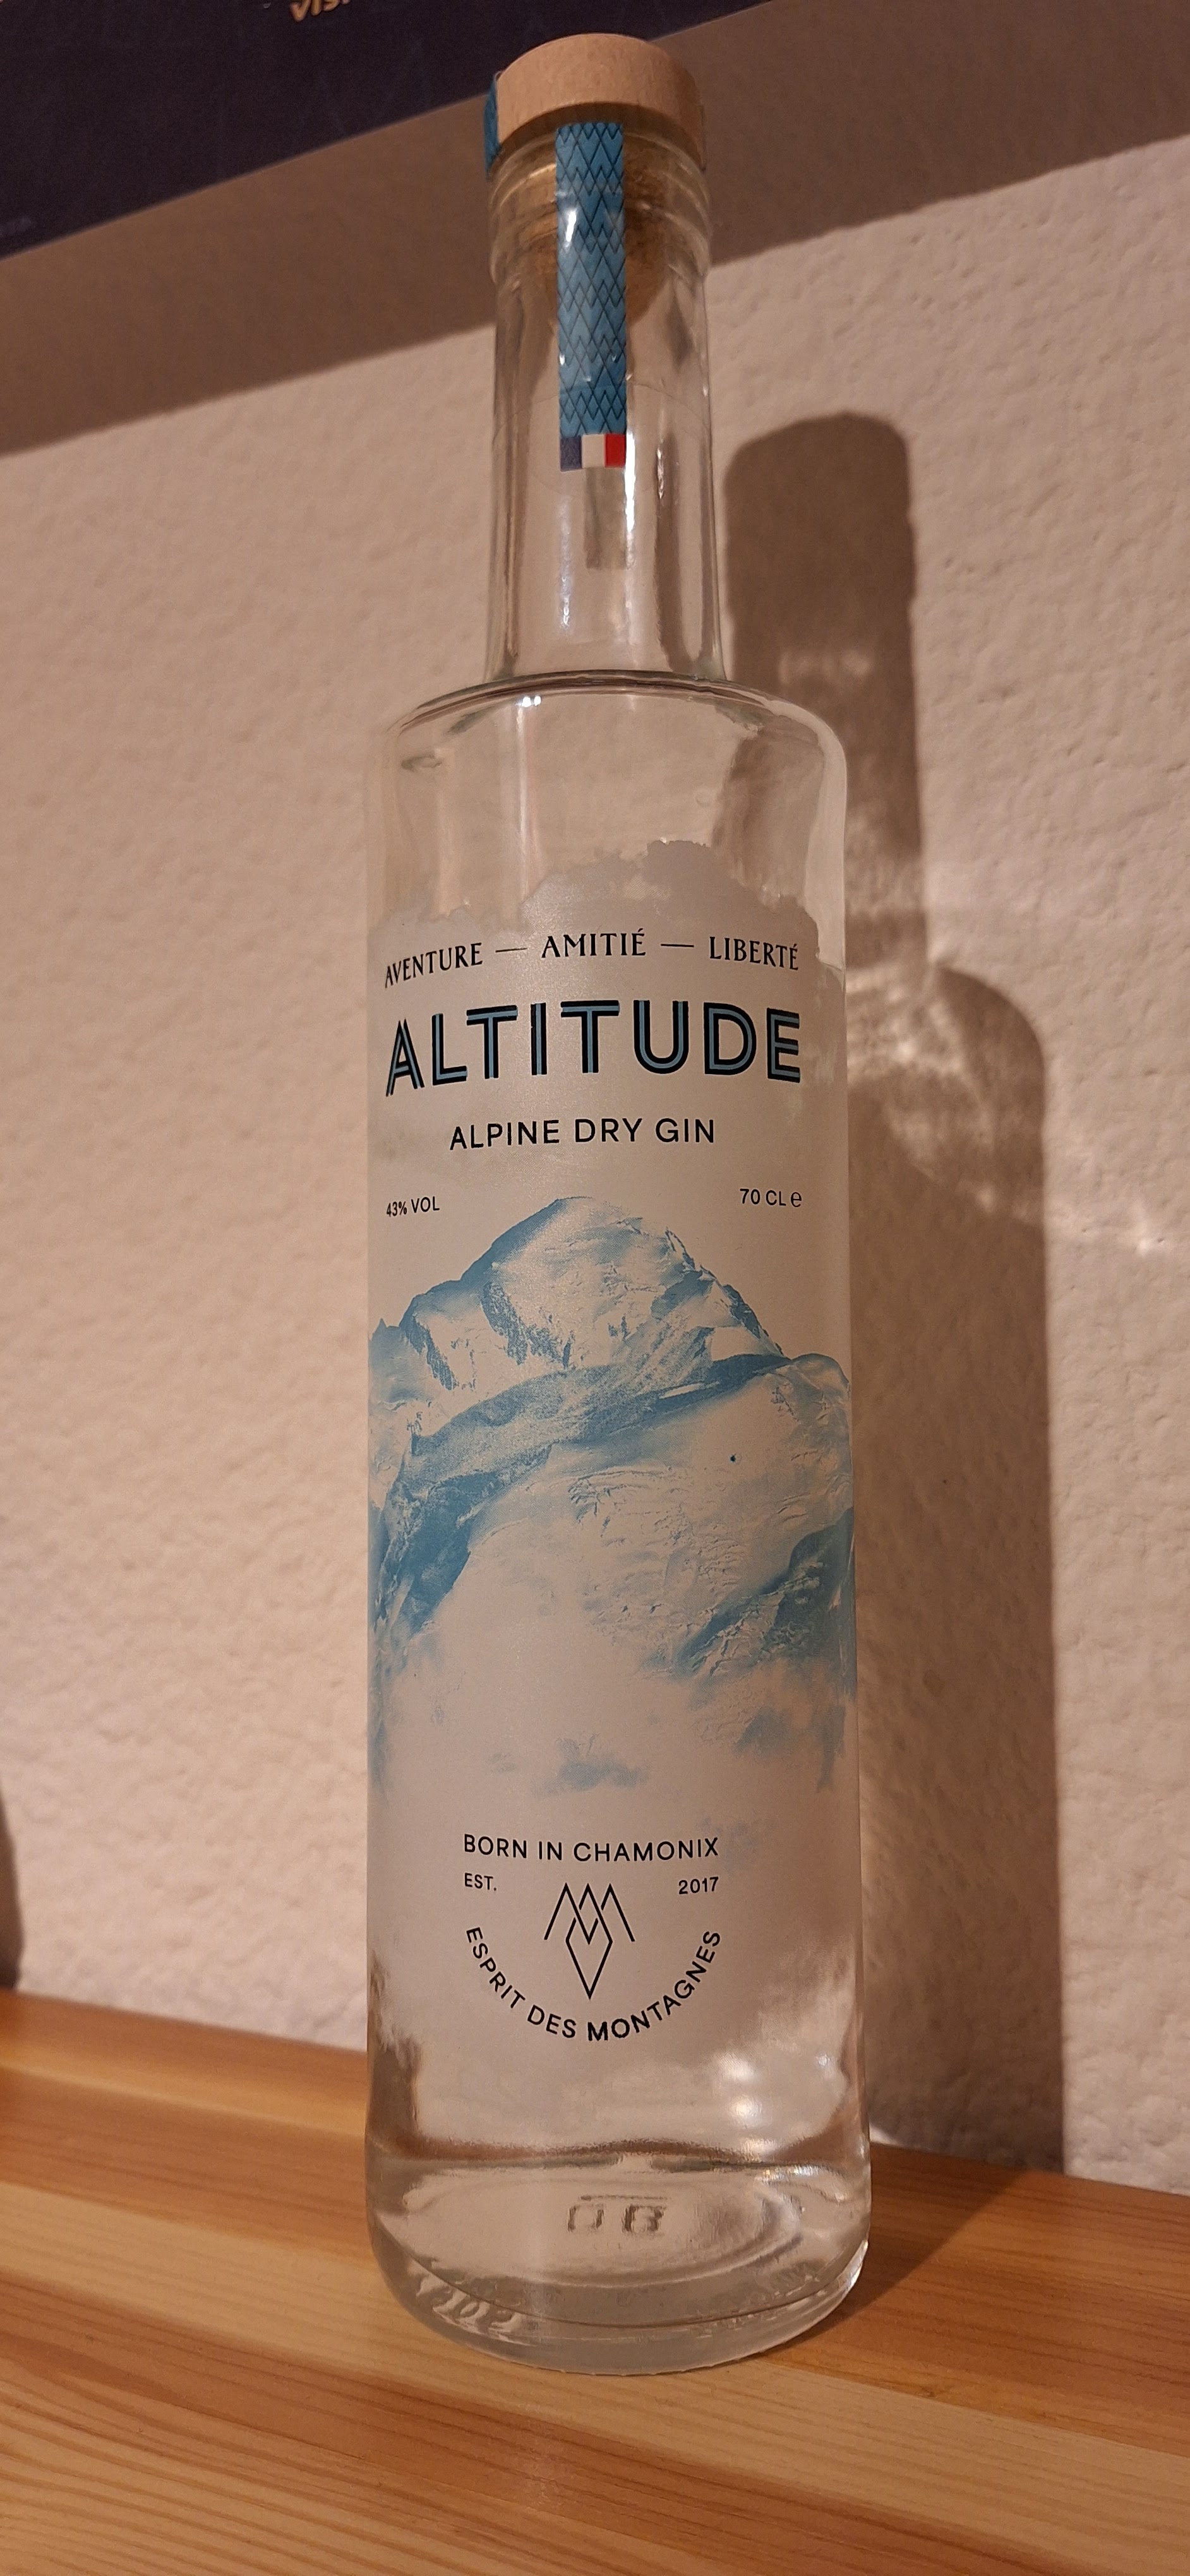 AVENTURE — AMITIÉ — LIBERTÉ
ALTITUDE
ALPINE DRY GIN
43% VOL
70 CL e
BORN IN CHAMONIX
EST. 2017
ESPRIT DES MONTAGNES